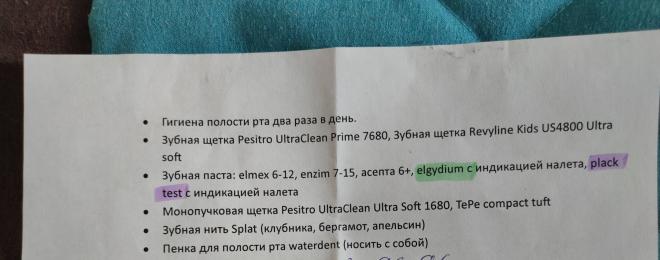 • Гигиена полости рта два раза в день.
• Зубная щетка Pesitro UltraClean Prime 7680, Зубная щетка Revyline Kids US4800 Ultra
soft
• Зубная паста: elmex 6-12, enzim 7-15, асепта 6+, elgydium с индикацией налета, plack
test с индикацией налета
• Монопучковая щетка Pesitro UltraClean Ultra Soft 1680, TePe compact tuft
• Зубная нить Splat (клубника, бергамот, апельсин)
• Пенка для полости рта waterdent (носить с собой)